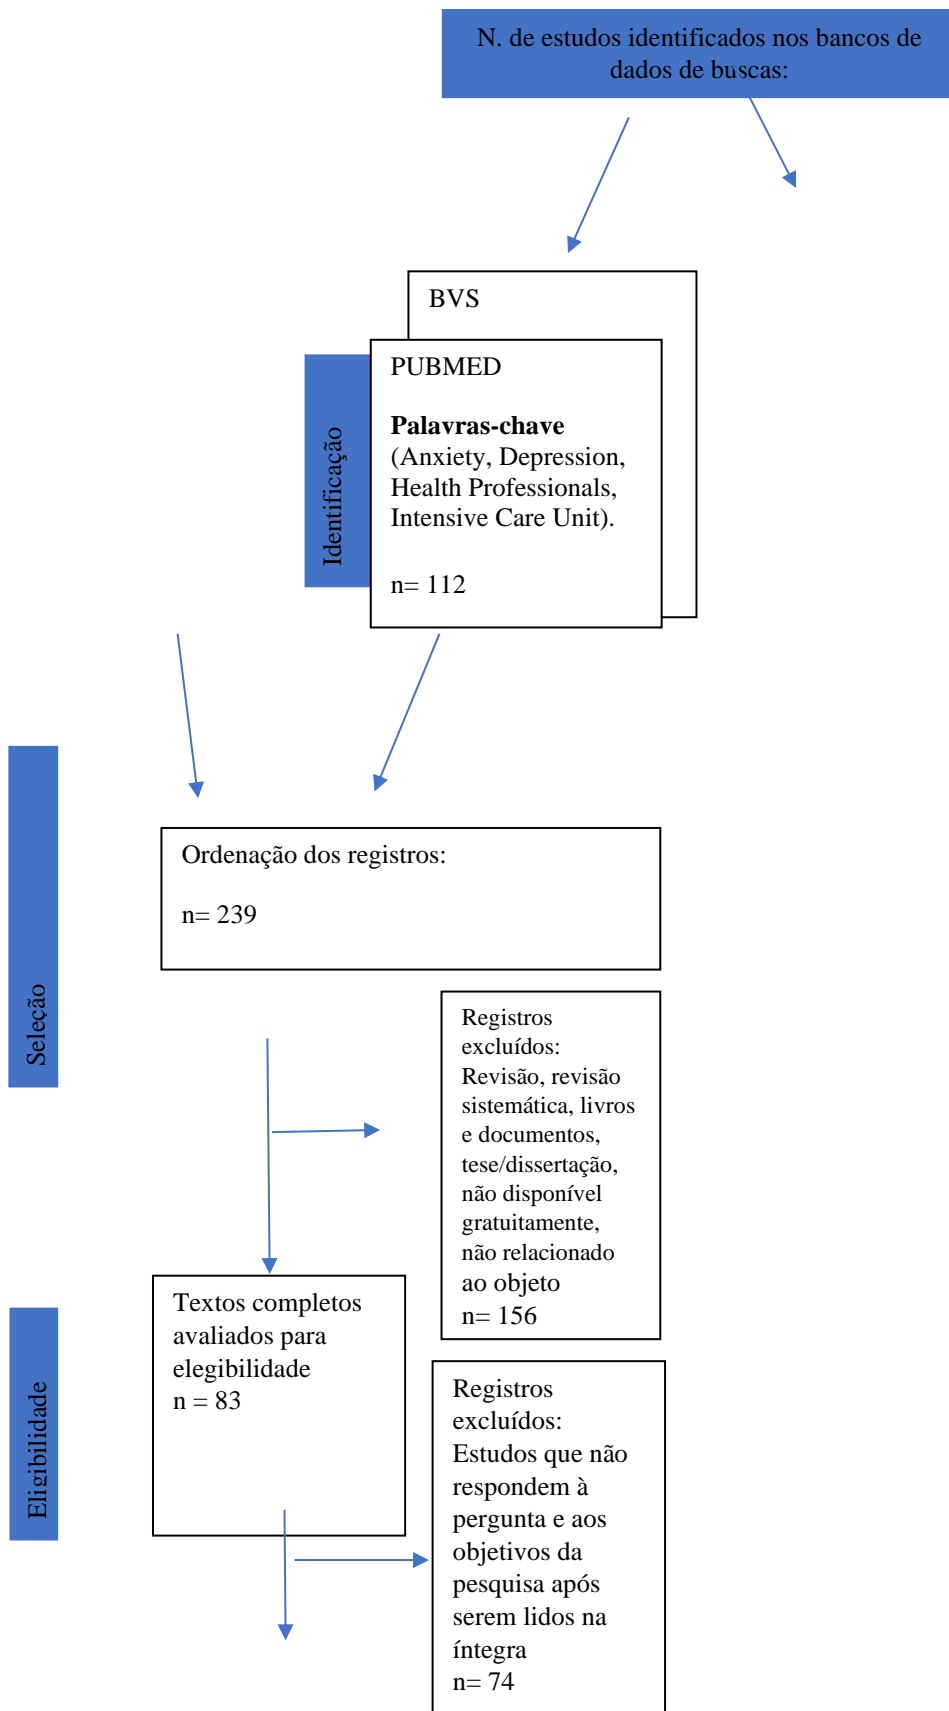 N. de estudos identificados nos bancos de
dados de buscas:
BVS
PUBMED
Palavras-chave
(Anxiety, Depression,
Health Professionals,
Intensive Care Unit).
n= 112
Identificação
Ordenação dos registros:
n= 239
Seleção
Registros
excluídos:
Revisão, revisão
sistemática, livros
e documentos,
tese/dissertação,
não disponível
gratuitamente,
não relacionado
ao objeto
n= 156
Textos completos
avaliados para
elegibilidade
n = 83
Eligibilidade
Registros
excluídos:
Estudos que não
respondem à
pergunta e aos
objetivos da
pesquisa após
serem lidos na
íntegra
n= 74